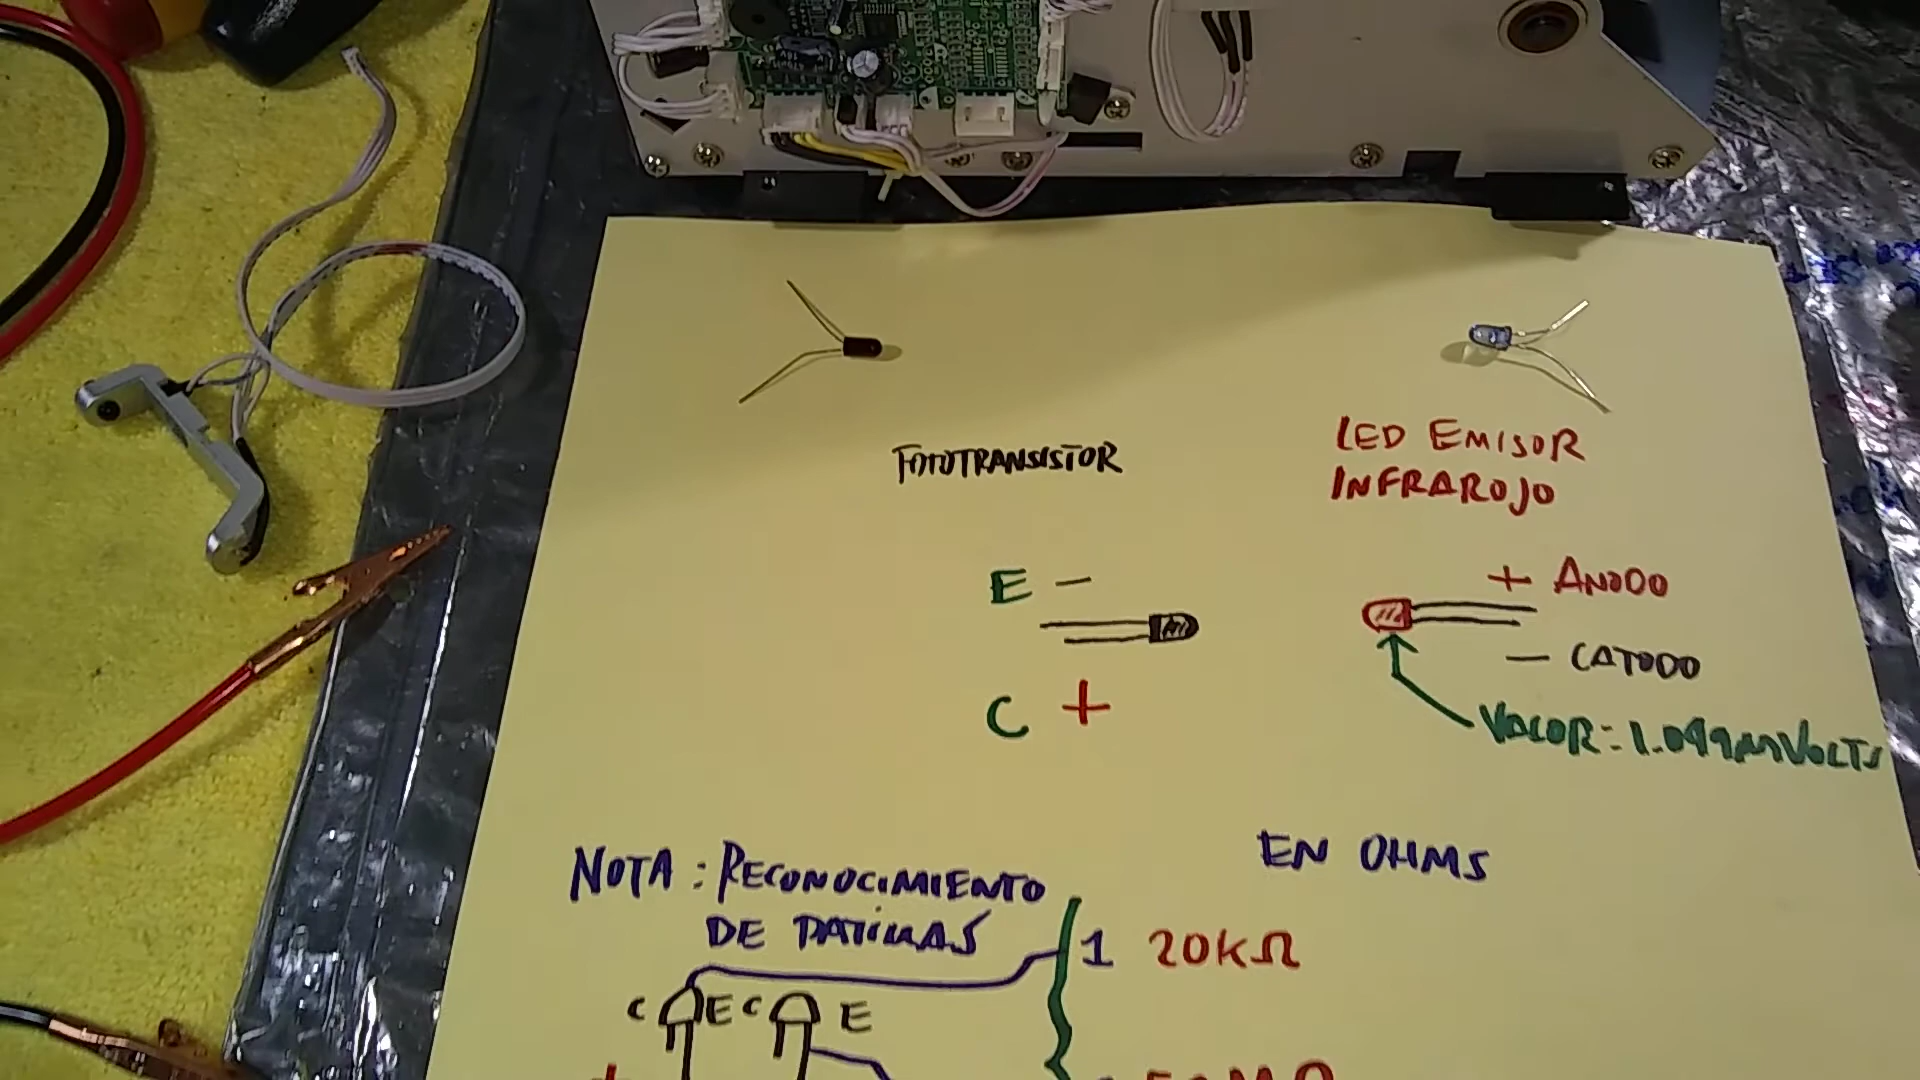 FOTOTRANSISTOR
LED EMISOR
INFRAROJO
E -
C +
+ ANODO
- CATODO
VALOR: 1.099mVOLTS
NOTA: RECONOCIMIENTO
DE PATILLAS
C E C E
EN OHMS
1 20KΩ